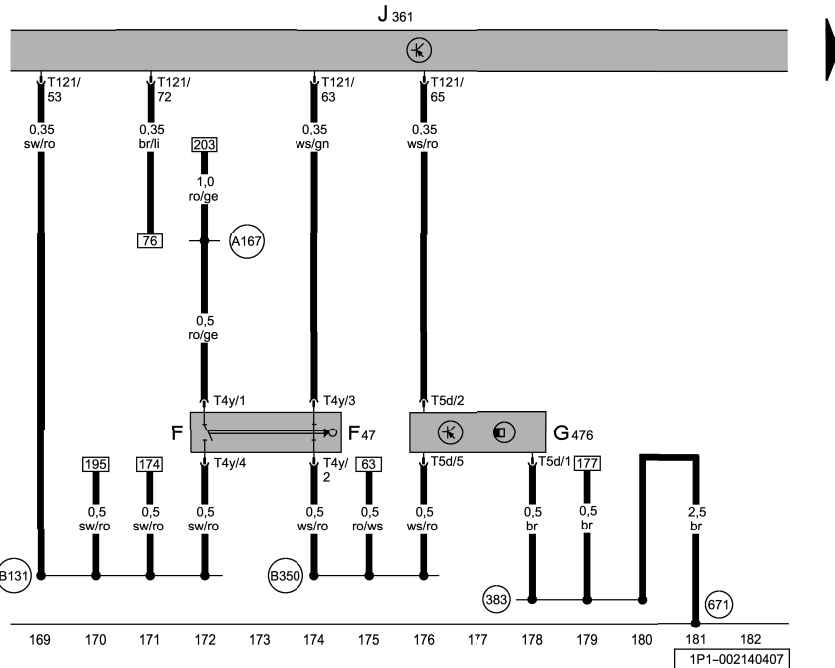 J 361
T121/ T121/ T121/ T121/
53 72 63 65
0,35 0,35 0,35 0,35
sw/ro br/li ws/gn ws/ro
203
1,0
ro/ge
76 A167
0,5
ro/ge
T4y/1 T4y/3 T5d/2
F F 47 G 476
T4y/4 T4y/ T5d/5 T5d/1
2
195 174 63 177
0,5 0,5 0,5 0,5 0,5 0,5 0,5 0,5 2,5
sw/ro sw/ro sw/ro ws/ro ro/ws ws/ro br br br
B131 B350
383 671
169 170 171 172 173 174 175 176 177 178 179 180 181 182
1P1-002140407